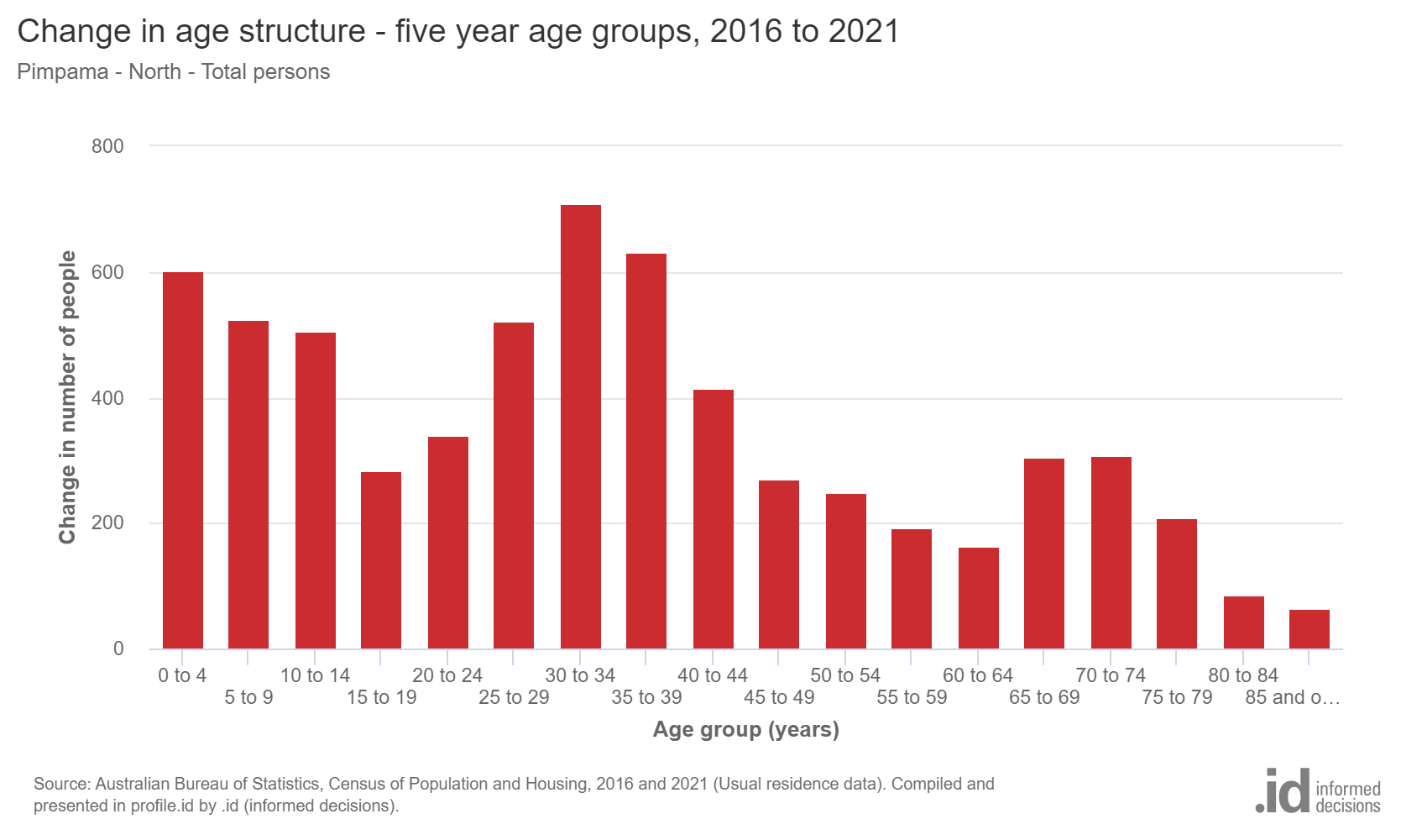 Change in age structure - five year age groups, 2016 to 2021
Pimpama - North - Total persons
800
600
400
200
0
Change in number of people
0 to 4
5 to 9
10 to 14
15 to 19
20 to 24
25 to 29
30 to 34
35 to 39
40 to 44
45 to 49
50 to 54
55 to 59
60 to 64
65 to 69
70 to 74
75 to 79
80 to 84
85 and o…
Age group (years)
Source: Australian Bureau of Statistics, Census of Population and Housing, 2016 and 2021 (Usual residence data). Compiled and
presented in profile.id by .id (informed decisions).
.id informed
decisions